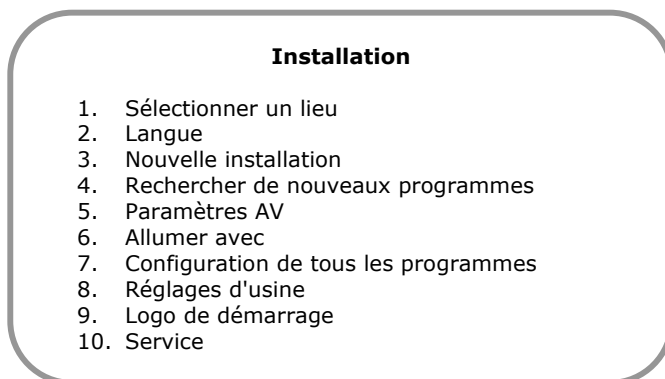 Installation
1. Sélectionner un lieu
2. Langue
3. Nouvelle installation
4. Rechercher de nouveaux programmes
5. Paramètres AV
6. Allumer avec
7. Configuration de tous les programmes
8. Réglages d'usine
9. Logo de démarrage
10. Service